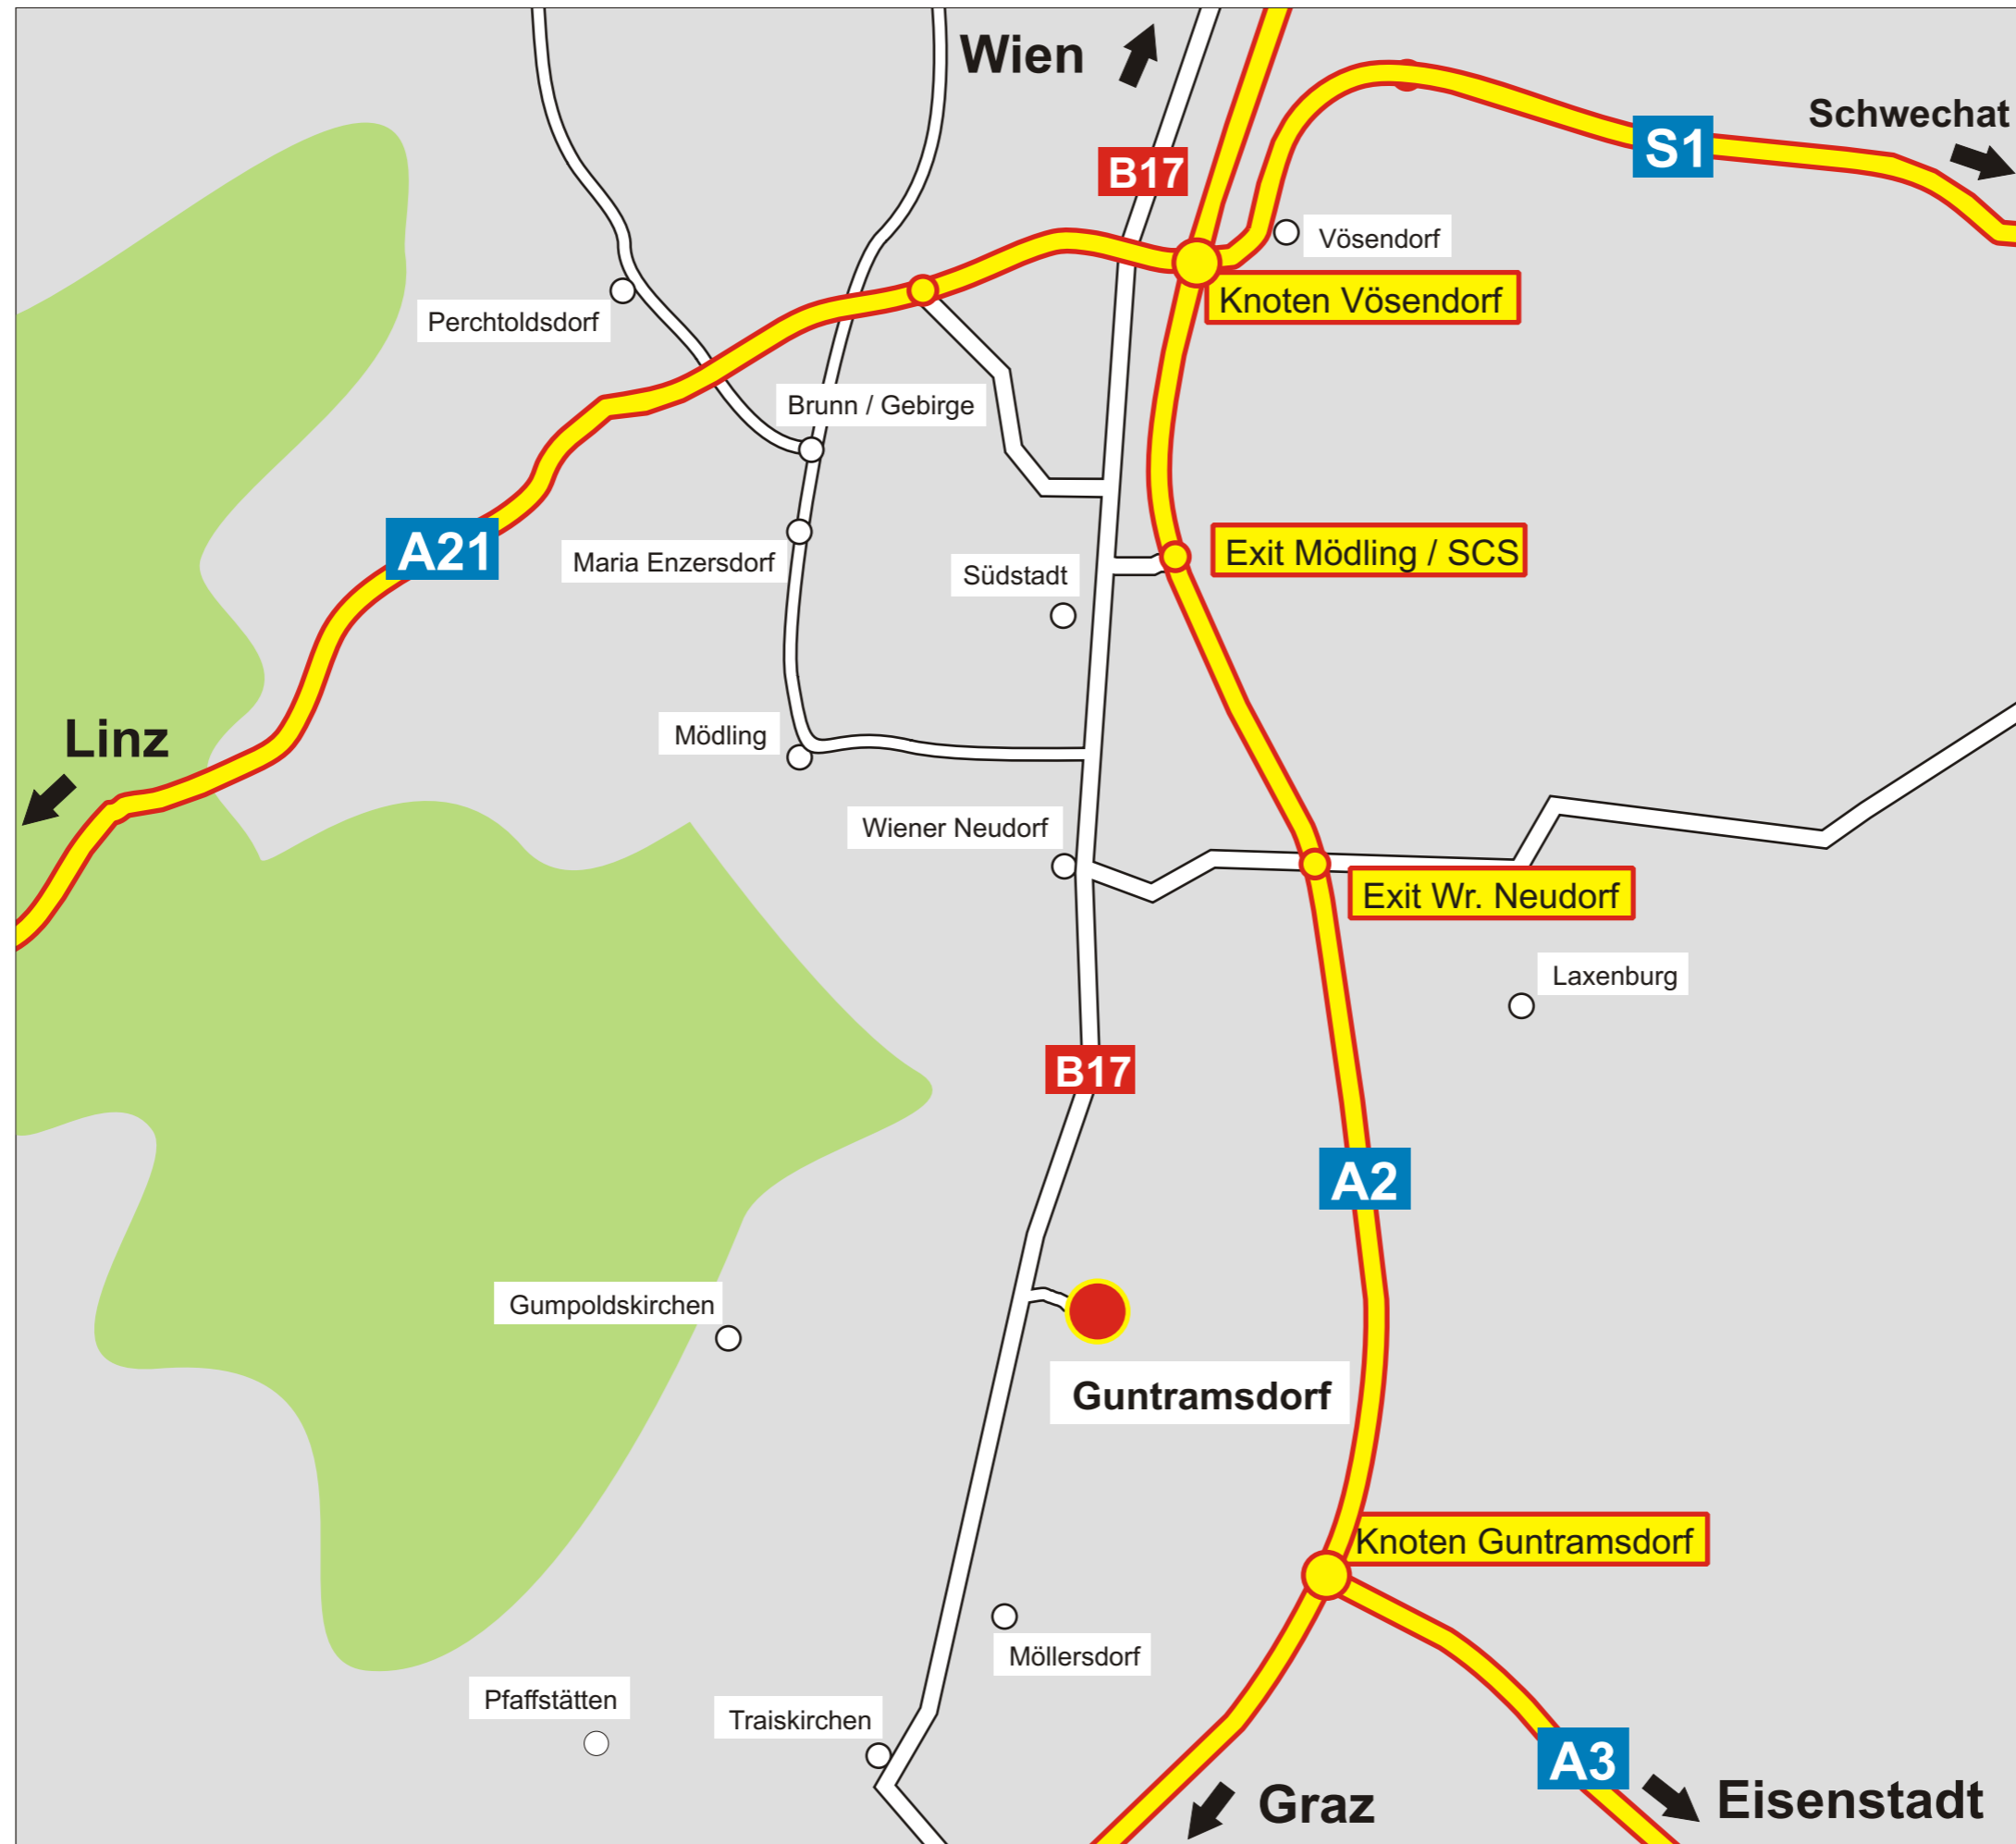 Wien
Schwechat
S1
B17
Vösendorf
Knoten Vösendorf
Perchtoldsdorf
Brunn / Gebirge
A21
Exit Mödling / SCS
Maria Enzersdorf
Südstadt
Linz
Mödling
Wiener Neudorf
Exit Wr. Neudorf
Laxenburg
B17
A2
Gumpoldskirchen
Guntramsdorf
Knoten Guntramsdorf
Möllersdorf
Pfaffstätten
Traiskirchen
A3
Graz
Eisenstadt